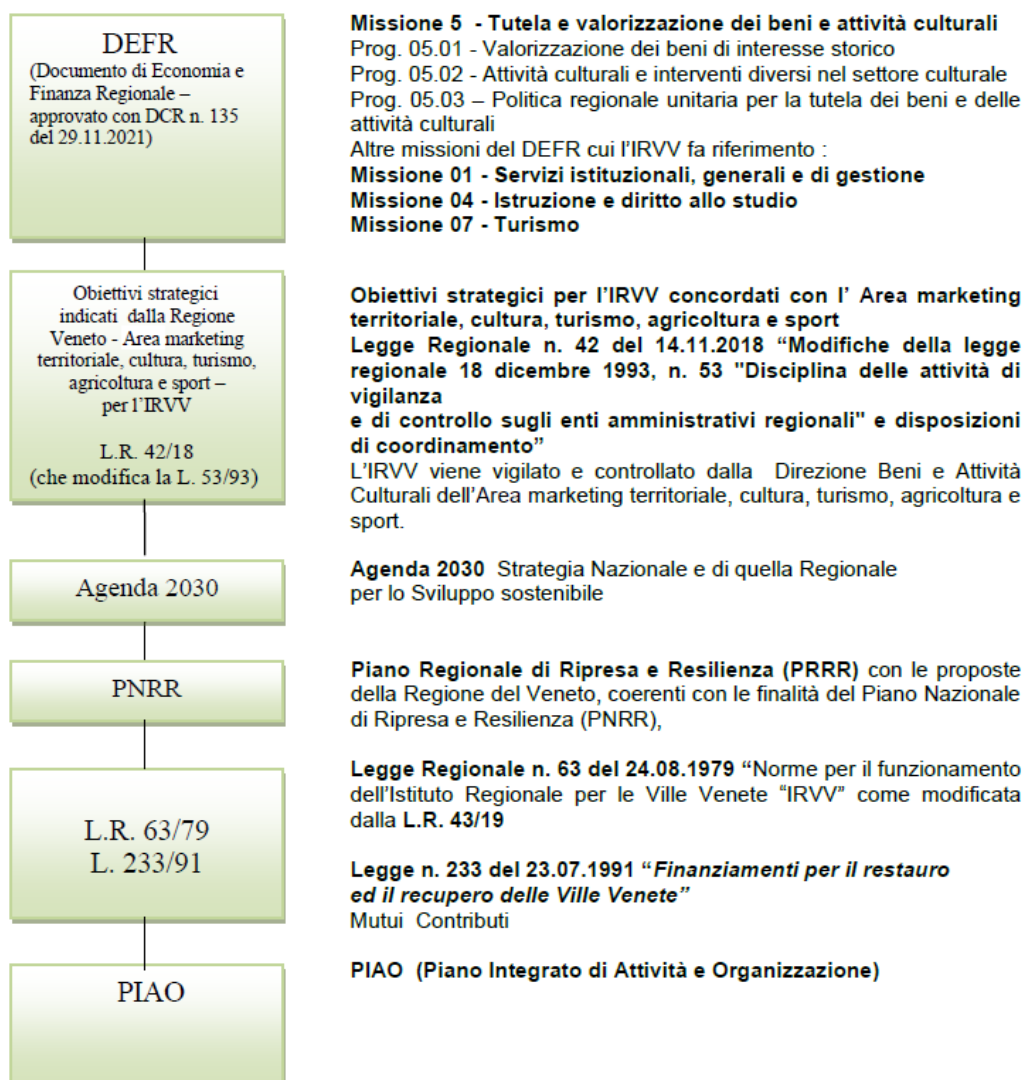 DEFR
(Documento di Economia e
Finanza Regionale –
approvato con DCR n. 135
del 29.11.2021)
Missione 5 - Tutela e valorizzazione dei beni e attività culturali
Prog. 05.01 - Valorizzazione dei beni di interesse storico
Prog. 05.02 - Attività culturali e interventi diversi nel settore culturale
Prog. 05.03 – Politica regionale unitaria per la tutela dei beni e delle
attività culturali
Altre missioni del DEFR cui l'IRVV fa riferimento :
Missione 01 - Servizi istituzionali, generali e di gestione
Missione 04 - Istruzione e diritto allo studio
Missione 07 - Turismo
Obiettivi strategici
indicati dalla Regione
Veneto - Area marketing
territoriale, cultura, turismo,
agricoltura e sport –
per l'IRVV
L.R. 42/18
(che modifica la L. 53/93)
Obiettivi strategici per l'IRVV concordati con l' Area marketing
territoriale, cultura, turismo, agricoltura e sport
Legge Regionale n. 42 del 14.11.2018 “Modifiche della legge
regionale 18 dicembre 1993, n. 53 "Disciplina delle attività di
vigilanza
e di controllo sugli enti amministrativi regionali" e disposizioni
di coordinamento”
L'IRVV viene vigilato e controllato dalla Direzione Beni e Attività
Culturali dell'Area marketing territoriale, cultura, turismo, agricoltura e
sport.
Agenda 2030
Agenda 2030 Strategia Nazionale e di quella Regionale
per lo Sviluppo sostenibile
PNRR
Piano Regionale di Ripresa e Resilienza (PRRR) con le proposte
della Regione del Veneto, coerenti con le finalità del Piano Nazionale
di Ripresa e Resilienza (PNRR),
L.R. 63/79
L. 233/91
Legge Regionale n. 63 del 24.08.1979 “Norme per il funzionamento
dell'Istituto Regionale per le Ville Venete “IRVV” come modificata
dalla L.R. 43/19
Legge n. 233 del 23.07.1991 “Finanziamenti per il restauro
ed il recupero delle Ville Venete”
Mutui Contributi
PIAO
PIAO (Piano Integrato di Attività e Organizzazione)